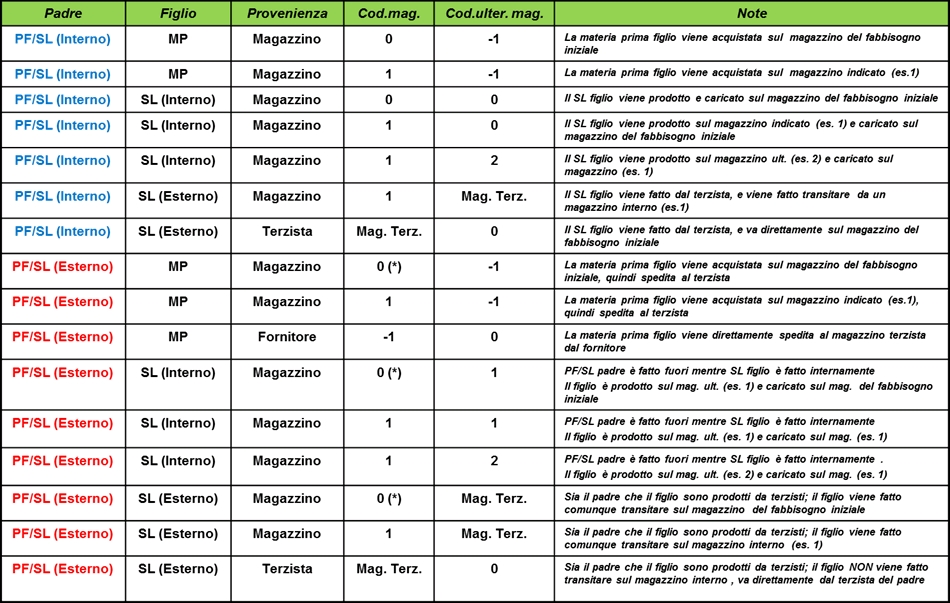 Padre Figlio Provenienza Cod.mag. Cod.ulter. mag. Note
PF/SL (Interno) MP Magazzino 0 -1 La materia prima figlio viene acquistata sul magazzino del fabbisogno
iniziale
PF/SL (Interno) MP Magazzino 1 -1 La materia prima figlio viene acquistata sul magazzino indicato (es.1)
PF/SL (Interno) SL (Interno) Magazzino 0 0 Il SL figlio viene prodotto e caricato sul magazzino del fabbisogno iniziale
PF/SL (Interno) SL (Interno) Magazzino 1 0 Il SL figlio viene prodotto sul magazzino indicato (es. 1) e caricato sul
magazzino del fabbisogno iniziale
PF/SL (Interno) SL (Interno) Magazzino 1 2 Il SL figlio viene prodotto sul magazzino ult. (es. 2) e caricato sul
magazzino (es. 1)
PF/SL (Interno) SL (Esterno) Magazzino 1 Mag. Terz. Il SL figlio viene fatto dal terzista, e viene fatto transitare da un
magazzino interno (es.1)
PF/SL (Interno) SL (Esterno) Terzista Mag. Terz. 0 Il SL figlio viene fatto dal terzista, e va direttamente sul magazzino del
fabbisogno iniziale
PF/SL (Esterno) MP Magazzino 0 (*) -1 La materia prima figlio viene acquistata sul magazzino del fabbisogno
iniziale, quindi spedita al terzista
PF/SL (Esterno) MP Magazzino 1 -1 La materia prima figlio viene acquistata sul magazzino indicato (es.1),
quindi spedita al terzista
PF/SL (Esterno) MP Fornitore -1 0 La materia prima figlio viene direttamente spedita al magazzino terzista
dal fornitore
PF/SL (Esterno) SL (Interno) Magazzino 0 (*) 1 PF/SL padre è fatto fuori mentre SL figlio è fatto internamente
Il figlio è prodotto sul mag. ult. (es. 1) e caricato sul mag. del fabbisogno
iniziale
PF/SL (Esterno) SL (Interno) Magazzino 1 1 PF/SL padre è fatto fuori mentre SL figlio è fatto internamente
Il figlio è prodotto sul mag. ult. (es. 1) e caricato sul mag. (es. 1)
PF/SL (Esterno) SL (Interno) Magazzino 1 2 PF/SL padre è fatto fuori mentre SL figlio è fatto internamente .
Il figlio è prodotto sul mag. ult. (es. 2) e caricato sul mag. (es. 1)
PF/SL (Esterno) SL (Esterno) Magazzino 0 (*) Mag. Terz. Sia il padre che il figlio sono prodotti da terzisti; il figlio viene fatto
comunque transitare sul magazzino del fabbisogno iniziale
PF/SL (Esterno) SL (Esterno) Magazzino 1 Mag. Terz. Sia il padre che il figlio sono prodotti da terzisti; il figlio viene fatto
comunque transitare sul magazzino interno (es. 1)
PF/SL (Esterno) SL (Esterno) Terzista Mag. Terz. 0 Sia il padre che il figlio sono prodotti da terzisti; il figlio NON viene fatto
transitare sul magazzino interno , va direttamente dal terzista del padre